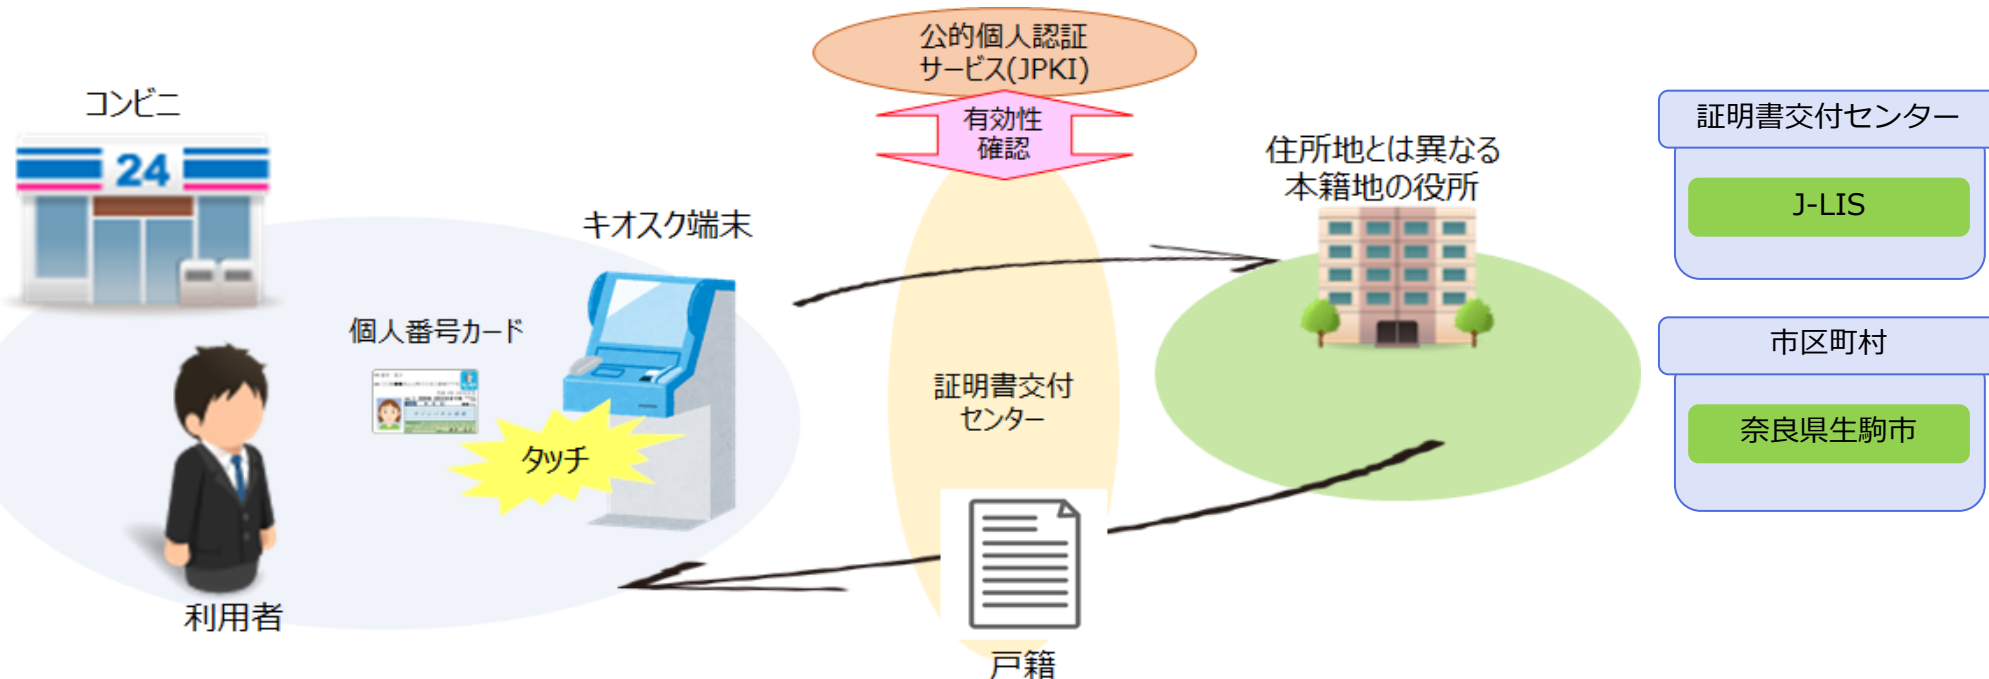 公的個人認証
サービス(JPKI)
有効性
確認
コンビニ
24
キオスク端末
個人番号カード
タッチ
利用者
証明書交付
センター
戸籍
住所地とは異なる
本籍地の役所
証明書交付センター
J-LIS
市区町村
奈良県生駒市